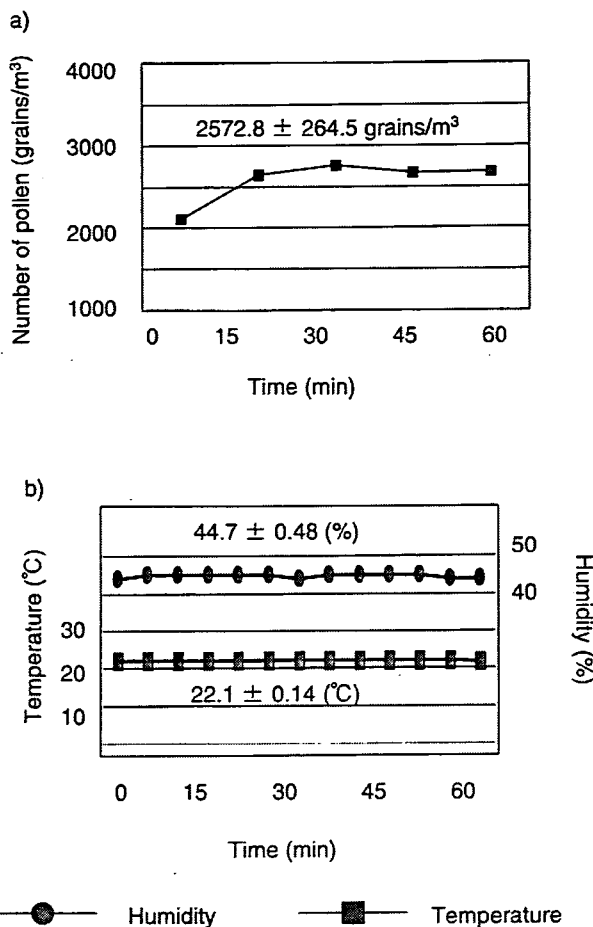 a)
Number of pollen (grains/m³)
4000
3000
2000
1000
2572.8 ± 264.5 grains/m³
0 15 30 45 60
Time (min)
b)
Temperature (℃)
30
20
10
44.7 ± 0.48 (%)
22.1 ± 0.14 (℃)
50
40
Humidity (%)
0 15 30 45 60
Time (min)
Humidity Temperature